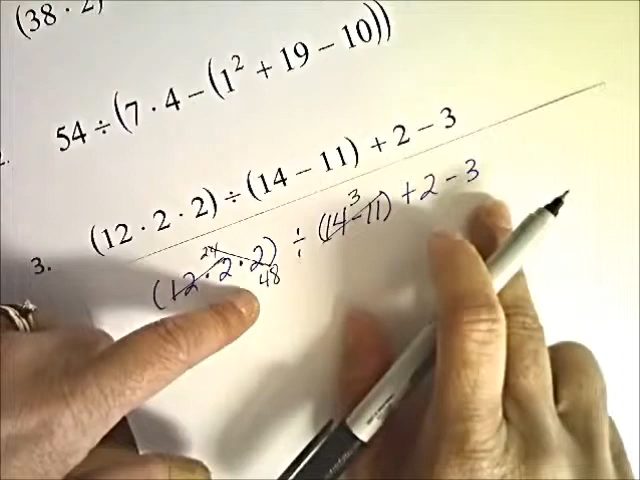 (38 · 2)
54 ÷ (7 · 4 − (1² + 19 − 10))
3. (12 · 2 · 2) ÷ (14 − 11) + 2 − 3
24 3
(12 · 2 · 2) ÷ (14 − 11) + 2 − 3
48